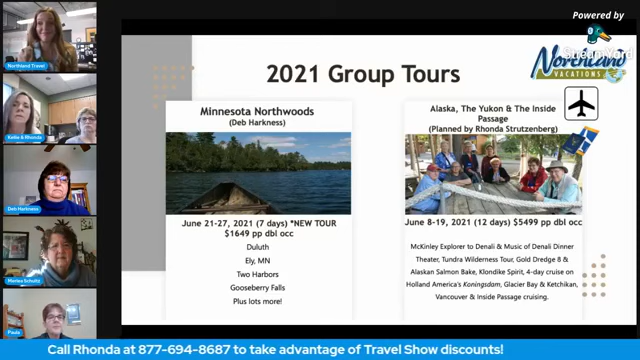 Powered by
StreamYard
Northland
VACATIONS
2021 Group Tours
Northland Travel
Katie & Rhonda
Deb Harkness
Marlea Schultz
Paula
Minnesota Northwoods
(Deb Harkness)
June 21-27, 2021 (7 days) *NEW TOUR
$1649 pp dbl occ
Duluth
Ely, MN
Two Harbors
Gooseberry Falls
Plus lots more!
Alaska, The Yukon & The Inside
Passage
(Planned by Rhonda Strutzenberg)
June 8-19, 2021 (12 days) $5499 pp dbl occ
McKinley Explorer to Denali & Music of Denali Dinner
Theater, Tundra Wilderness Tour, Gold Dredge 8 &
Alaskan Salmon Bake, Klondike Spirit, 4-day cruise on
Holland America's Koningsdam, Glacier Bay & Ketchikan,
Vancouver & Inside Passage cruising.
Call Rhonda at 877-694-8687 to take advantage of Travel Show discounts!